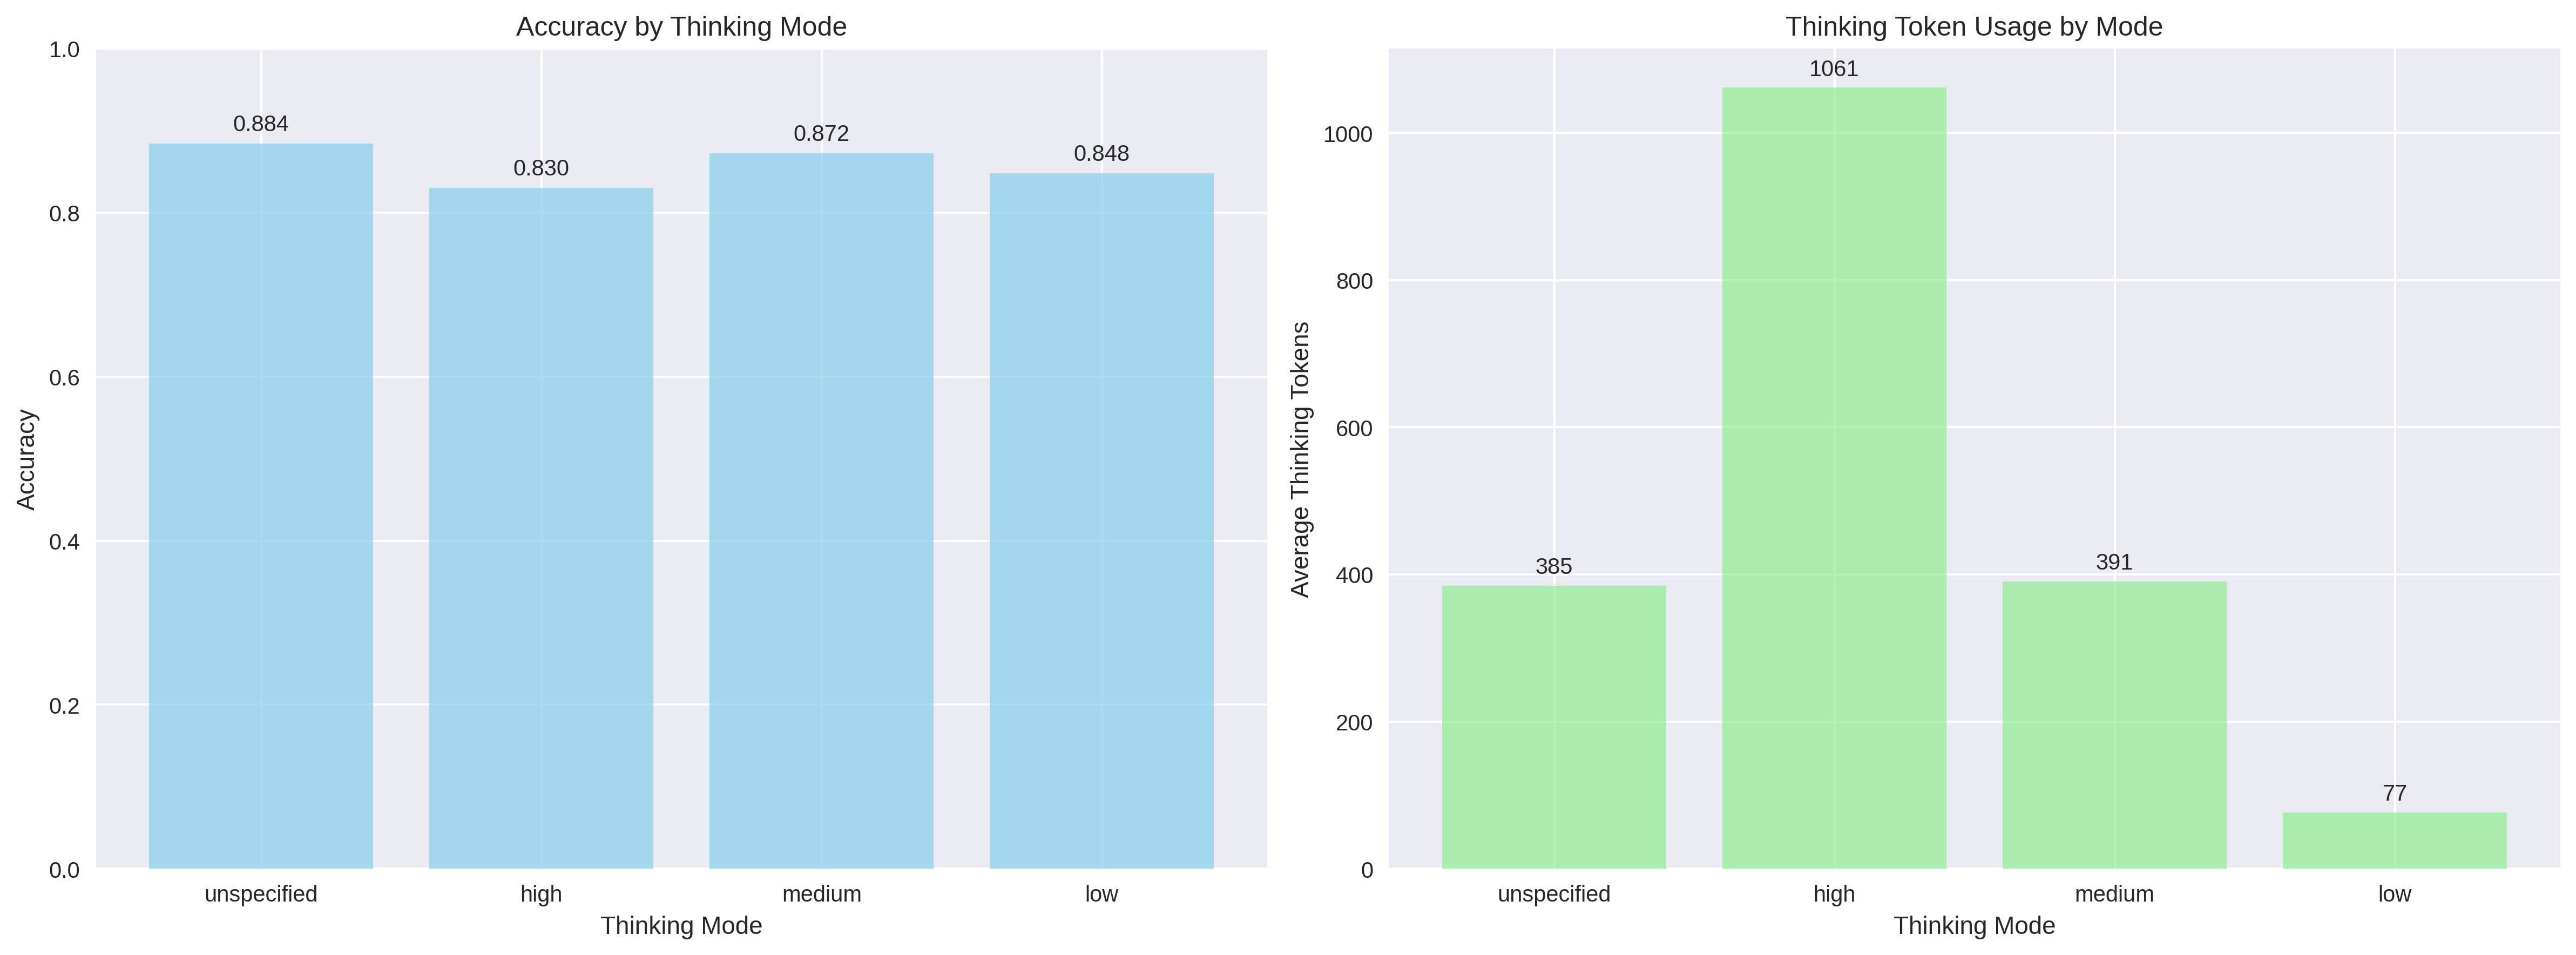 Accuracy by Thinking Mode
1.0
0.8
0.6
0.4
0.2
0.0
Accuracy
0.884
0.830
0.872
0.848
unspecified
high
medium
low
Thinking Mode
Thinking Token Usage by Mode
1000
800
600
400
200
0
Average Thinking Tokens
385
1061
391
77
unspecified
high
medium
low
Thinking Mode